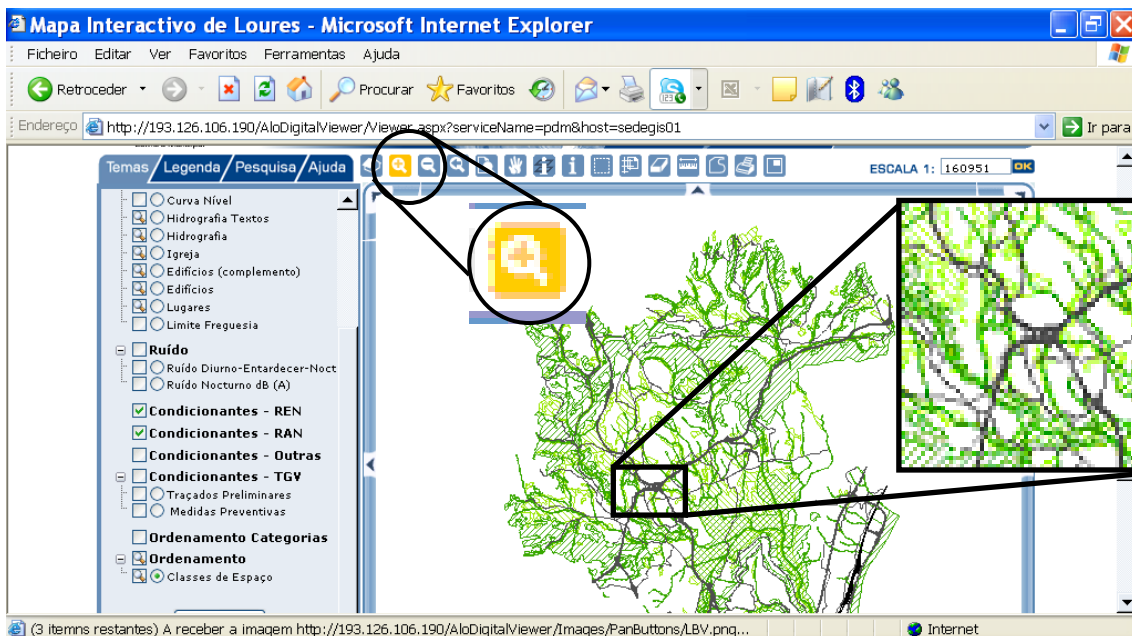 Mapa Interactivo de Loures - Microsoft Internet Explorer
Ficheiro Editar Ver Favoritos Ferramentas Ajuda
Retroceder Procurar Favoritos
Endereço http://193.126.106.190/AloDigitalViewer/Viewer.aspx?serviceName=pdm&host=sedegis01 Ir para
Temas Legenda Pesquisa Ajuda ESCALA 1: 160951 OK
Curva Nível
Hidrografia Textos
Hidrografia
Igreja
Edifícios (complemento)
Edifícios
Lugares
Limite Freguesia
Ruído
Ruído Diurno-Entardecer-Noct
Ruído Nocturno dB (A)
Condicionantes - REN
Condicionantes - RAN
Condicionantes - Outras
Condicionantes - TGV
Traçados Preliminares
Medidas Preventivas
Ordenamento Categorias
Ordenamento
Classes de Espaço
(3 itemns restantes) A receber a imagem http://193.126.106.190/AloDigitalViewer/Images/PanButtons/LBV.png... Internet